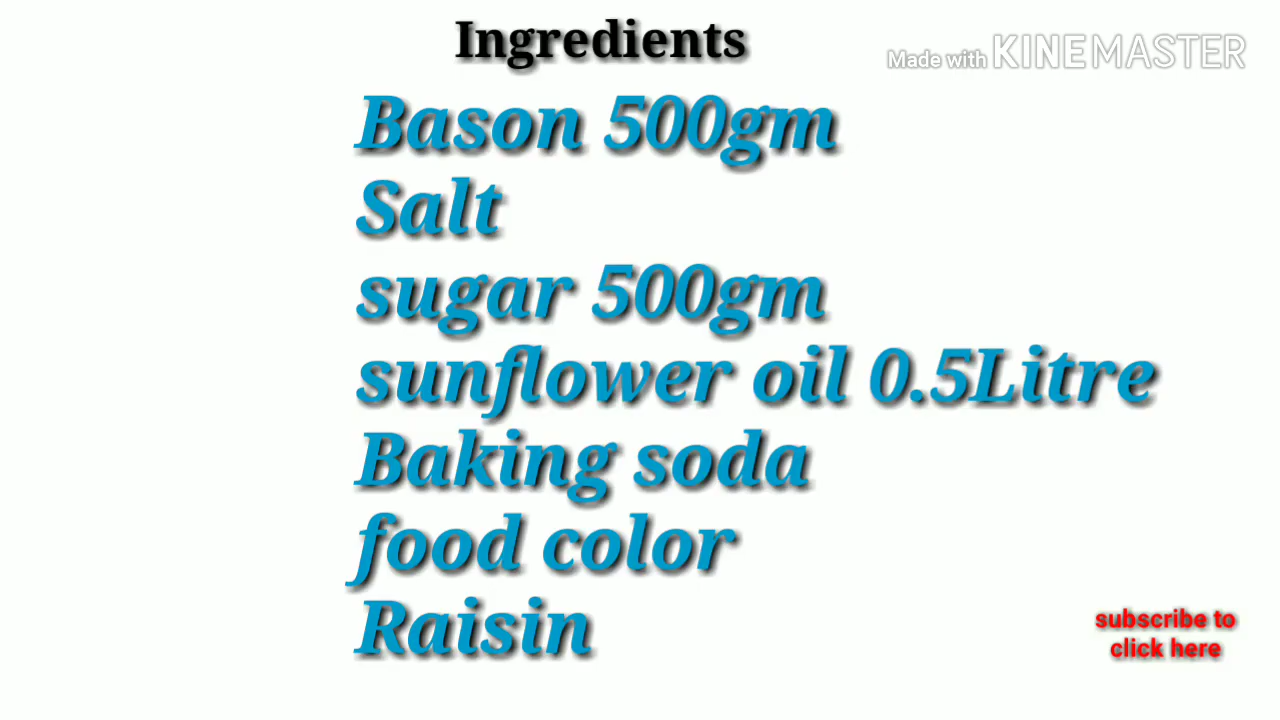 Ingredients
Made with KINEMASTER
Bason 500gm
Salt
sugar 500gm
sunflower oil 0.5Litre
Baking soda
food color
Raisin
subscribe to
click here